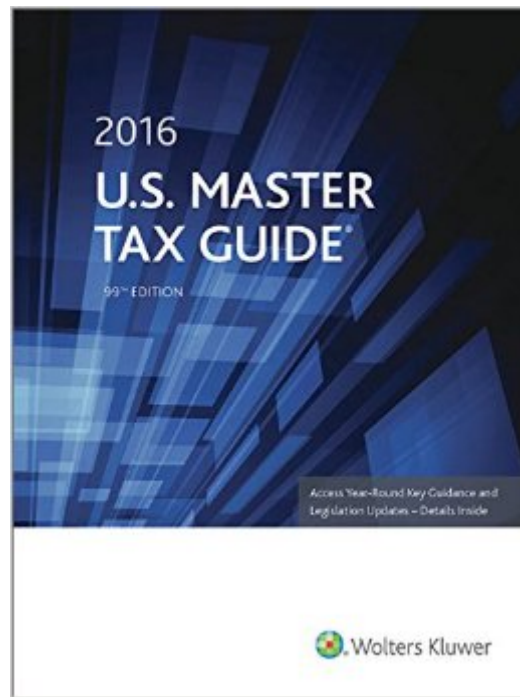 2016
U.S. MASTER
TAX GUIDE®
99TH EDITION
Access Year-Round Key Guidance and
Legislation Updates – Details Inside
Wolters Kluwer